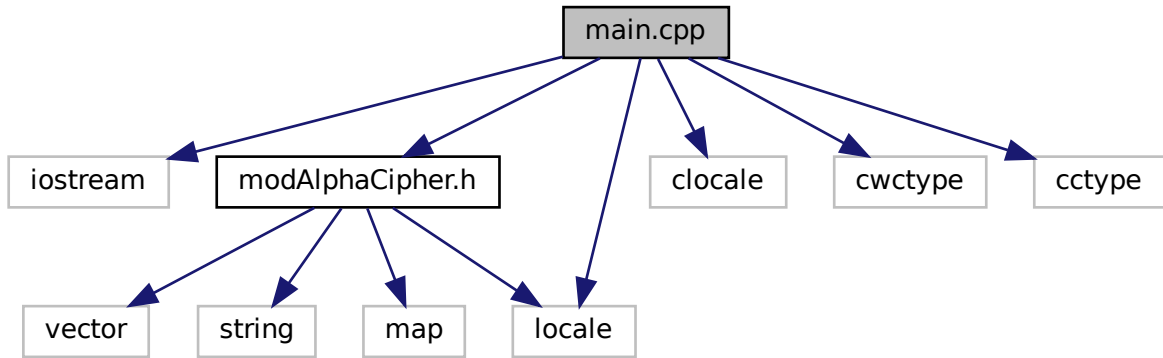 main.cpp
iostream
modAlphaCipher.h
clocale
cwctype
cctype
vector
string
map
locale